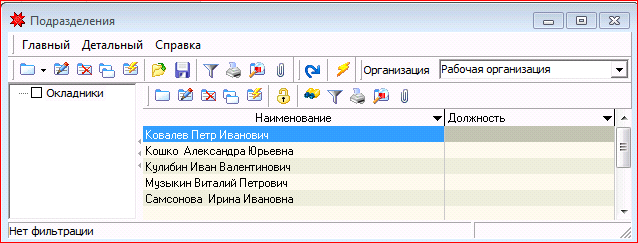 Подразделения
Главный Детальный Справка
Организация Рабочая организация
Окладники
Наименование Должность
Ковалев Петр Иванович
Кошко Александра Юрьевна
Кулибин Иван Валентинович
Музыкин Виталий Петрович
Самсонова Ирина Ивановна
Нет фильтрации